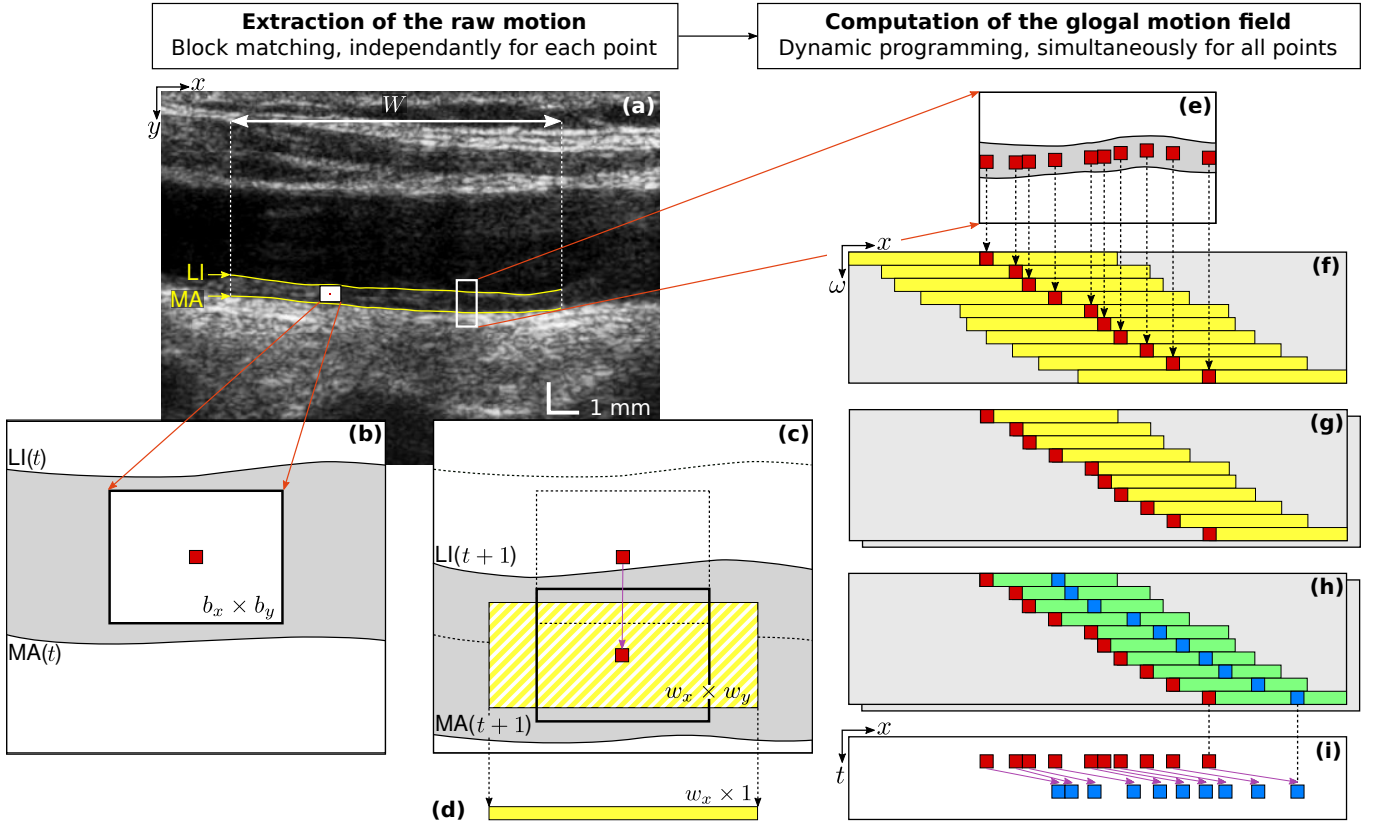 Extraction of the raw motion
Block matching, independantly for each point
Computation of the glogal motion field
Dynamic programming, simultaneously for all points
x
y
W
(a)
LI
MA
1 mm
(b)
LI(t)
b_x × b_y
MA(t)
(c)
LI(t + 1)
w_x × w_y
MA(t + 1)
(d)
w_x × 1
(e)
x
ω
(f)
(g)
(h)
x
t
(i)